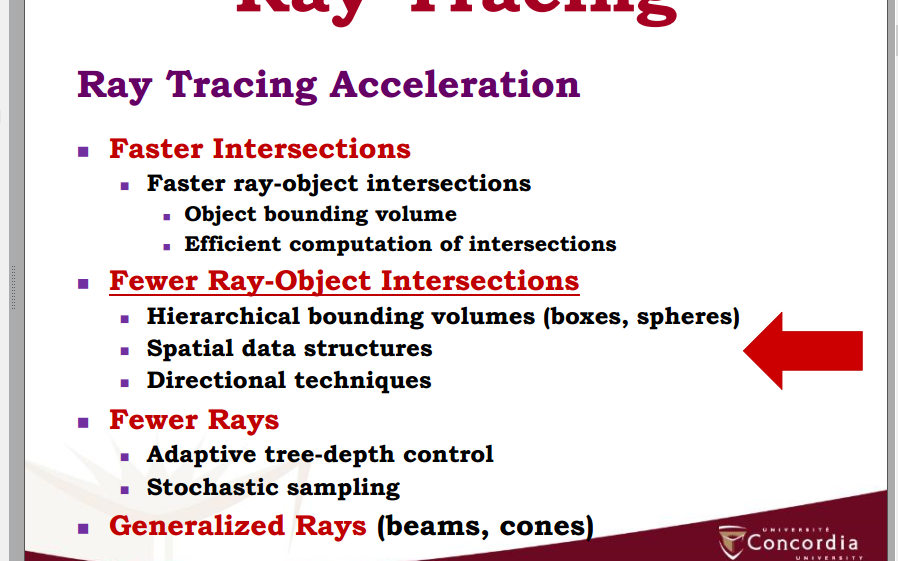 Ray Tracing
Ray Tracing Acceleration
Faster Intersections
Faster ray-object intersections
Object bounding volume
Efficient computation of intersections
Fewer Ray-Object Intersections
Hierarchical bounding volumes (boxes, spheres)
Spatial data structures
Directional techniques
Fewer Rays
Adaptive tree-depth control
Stochastic sampling
Generalized Rays (beams, cones)
UNIVERSITÉ
Concordia
UNIVERSITY